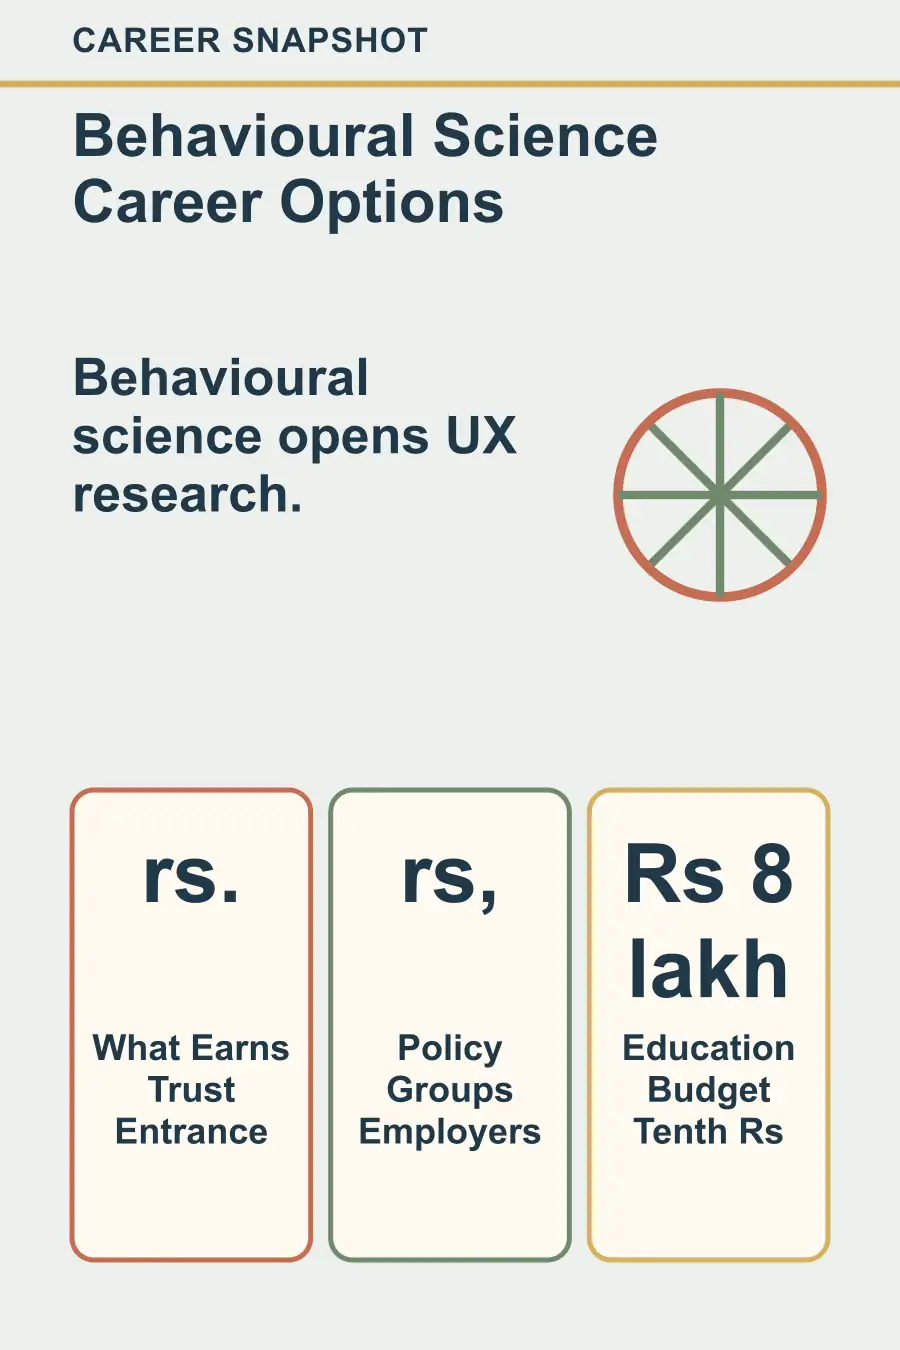 CAREER SNAPSHOT
Behavioural Science
Career Options
Behavioural
science opens UX
research.
rs.
What Earns
Trust
Entrance
rs,
Policy
Groups
Employers
Rs 8
lakh
Education
Budget
Tenth Rs